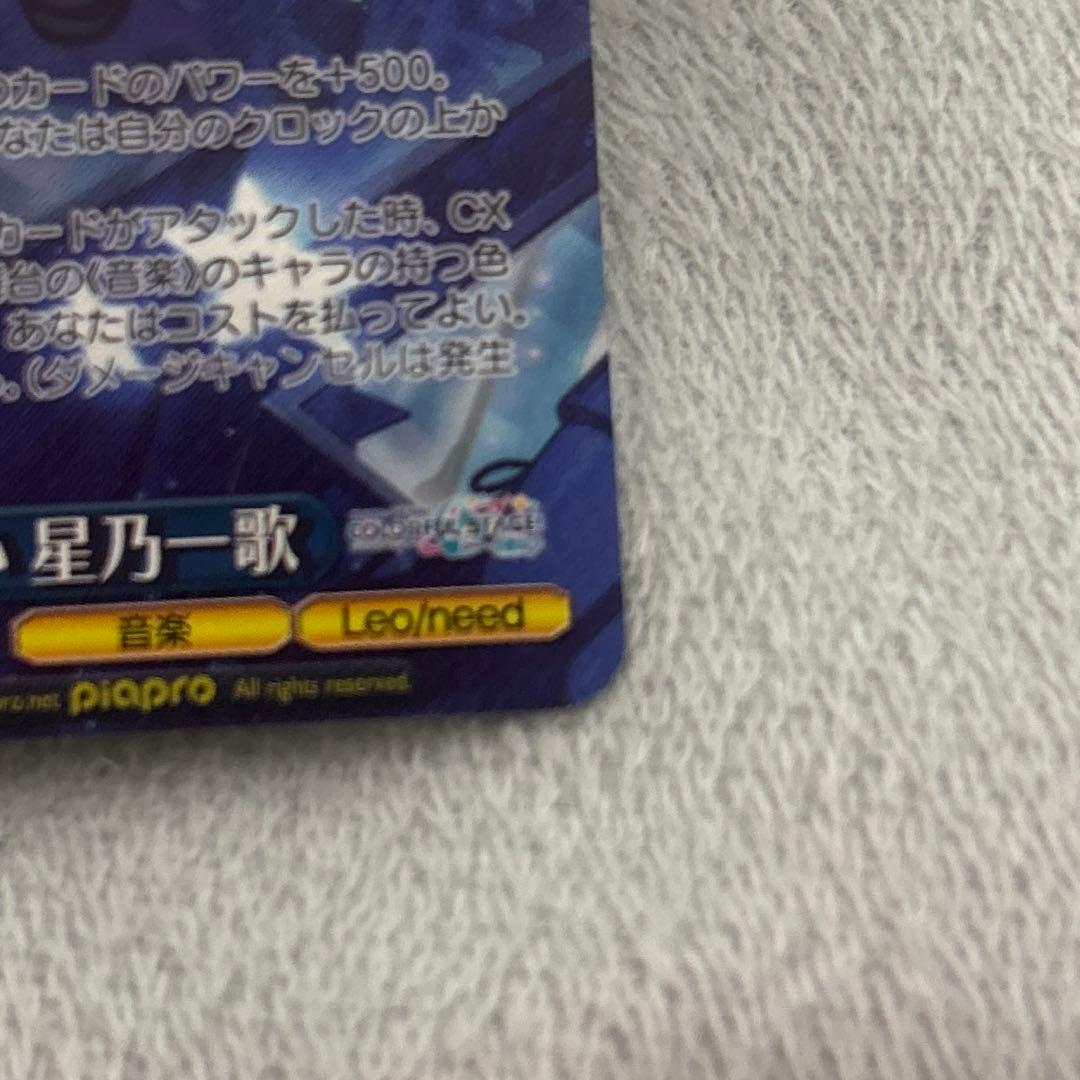 カードのパワーを+500。
なたは自分のクロックの上か
カードがアタックした時、CX
台の《音楽》のキャラの持つ色
あなたはコストを払ってよい。
。(ダメージキャンセルは発生
星乃一歌
COLORFUL STAGE!
音楽
Leo/need
pro.net piapro All rights reserved.